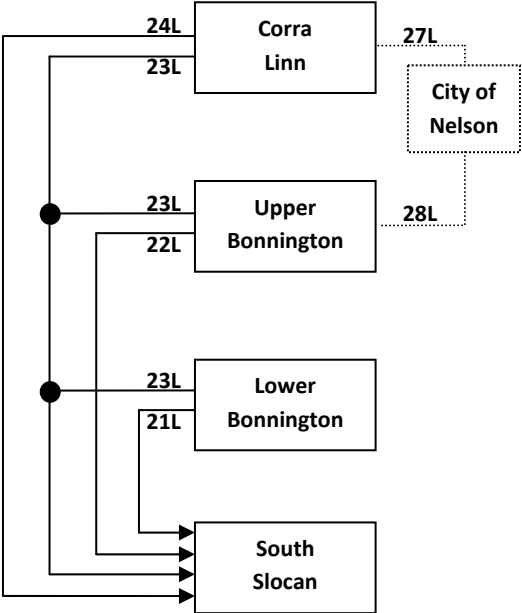 24L
Corra
Linn
23L
27L
City of
Nelson
23L
Upper
Bonnington
22L
28L
23L
Lower
Bonnington
21L
South
Slocan